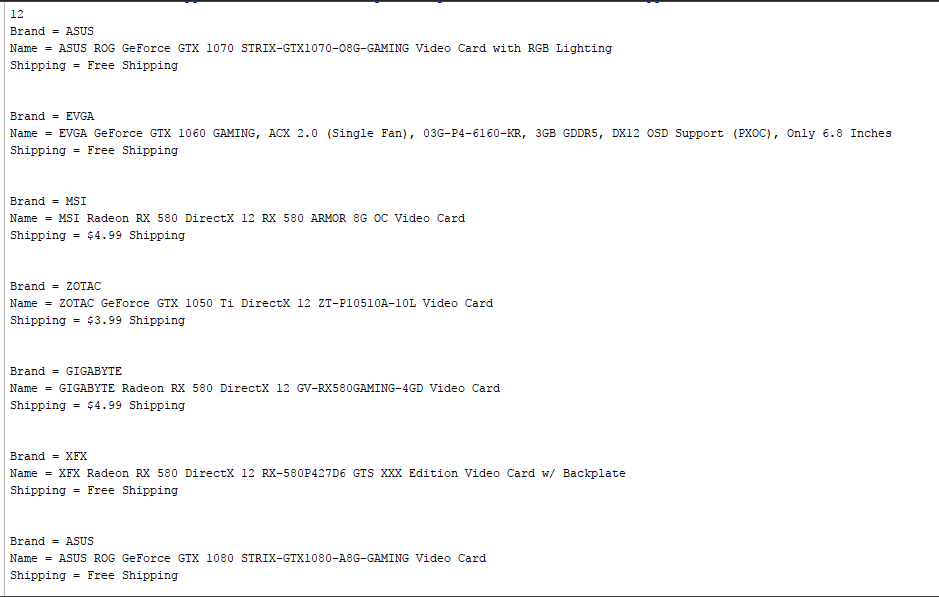 12
Brand = ASUS
Name = ASUS ROG GeForce GTX 1070 STRIX-GTX1070-O8G-GAMING Video Card with RGB Lighting
Shipping = Free Shipping
Brand = EVGA
Name = EVGA GeForce GTX 1060 GAMING, ACX 2.0 (Single Fan), 03G-P4-6160-KR, 3GB GDDR5, DX12 OSD Support (PXOC), Only 6.8 Inches
Shipping = Free Shipping
Brand = MSI
Name = MSI Radeon RX 580 DirectX 12 RX 580 ARMOR 8G OC Video Card
Shipping = $4.99 Shipping
Brand = ZOTAC
Name = ZOTAC GeForce GTX 1050 Ti DirectX 12 ZT-P10510A-10L Video Card
Shipping = $3.99 Shipping
Brand = GIGABYTE
Name = GIGABYTE Radeon RX 580 DirectX 12 GV-RX580GAMING-4GD Video Card
Shipping = $4.99 Shipping
Brand = XFX
Name = XFX Radeon RX 580 DirectX 12 RX-580P427D6 GTS XXX Edition Video Card w/ Backplate
Shipping = Free Shipping
Brand = ASUS
Name = ASUS ROG GeForce GTX 1080 STRIX-GTX1080-A8G-GAMING Video Card
Shipping = Free Shipping